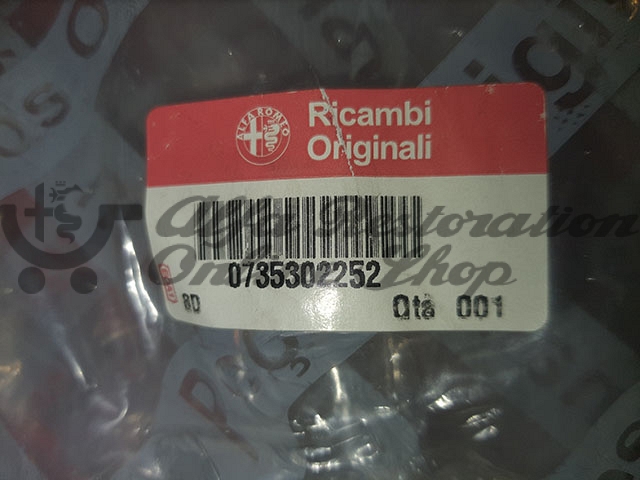 ALFA ROMEO
Ricambi
Originali
Alfa Restoration
Online Shop
0735302252
8D
Qtà 001